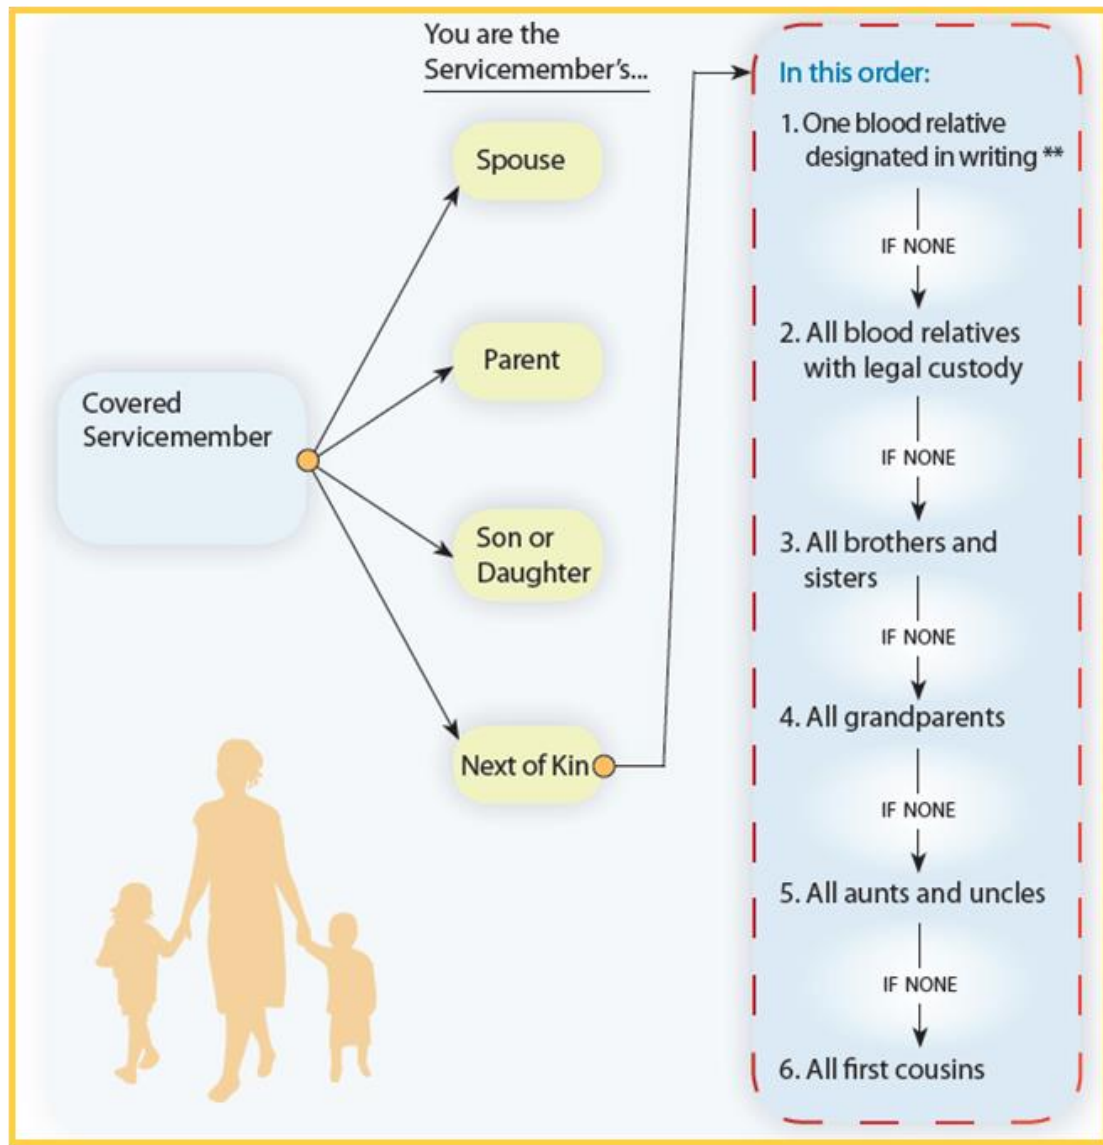 You are the
Servicemember's...
Spouse
Parent
Covered
Servicemember
Son or
Daughter
Next of Kin
In this order:
1. One blood relative
designated in writing **
IF NONE
2. All blood relatives
with legal custody
IF NONE
3. All brothers and
sisters
IF NONE
4. All grandparents
IF NONE
5. All aunts and uncles
IF NONE
6. All first cousins